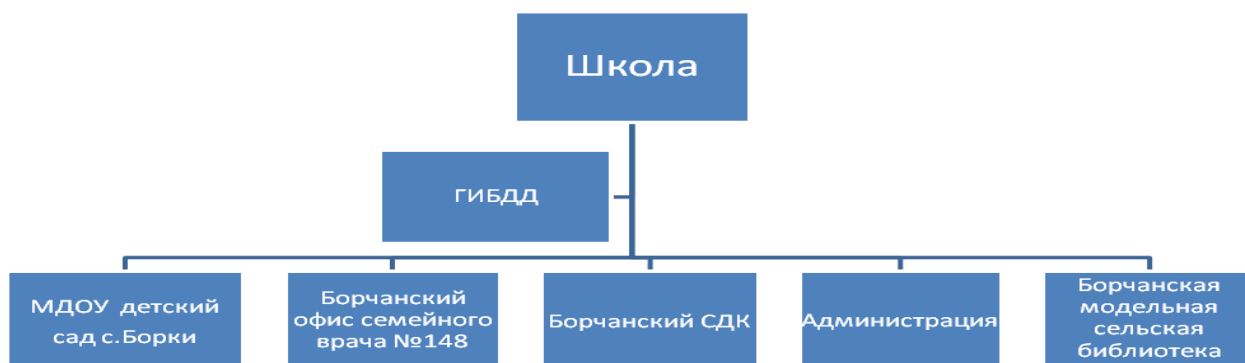 Школа
ГИБДД
МДОУ детский
сад с.Борки
Борчанский
офис семейного
врача №148
Борчанский СДК
Администрация
Борчанская
модельная
сельская
библиотека